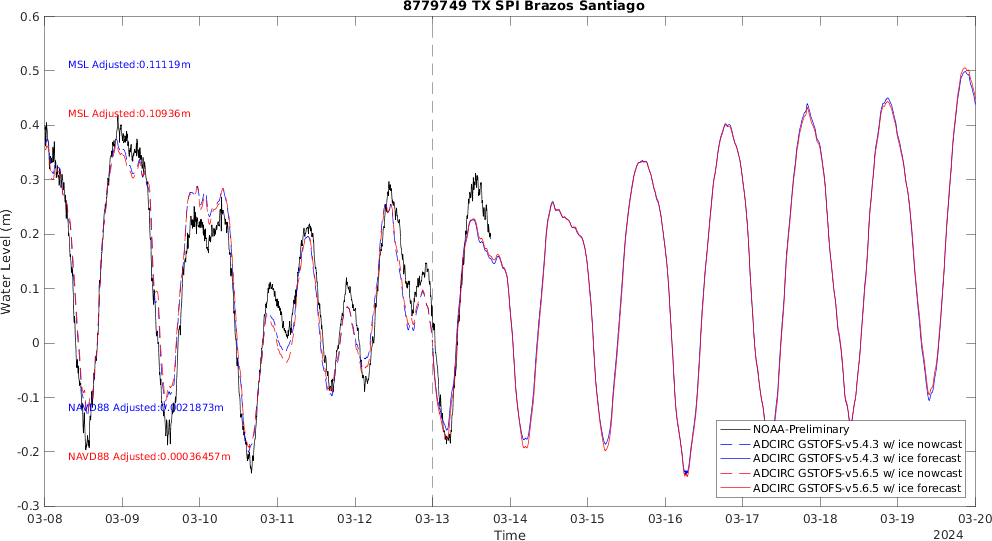 8779749 TX SPI Brazos Santiago
0.6
0.5
0.4
0.3
0.2
0.1
0
-0.1
-0.2
-0.3
Water Level (m)
MSL Adjusted:0.11119m
MSL Adjusted:0.10936m
NAVD88 Adjusted:0.0021873m
NAVD88 Adjusted:0.00036457m
NOAA-Preliminary
ADCIRC GSTOFS-v5.4.3 w/ ice nowcast
ADCIRC GSTOFS-v5.4.3 w/ ice forecast
ADCIRC GSTOFS-v5.6.5 w/ ice nowcast
ADCIRC GSTOFS-v5.6.5 w/ ice forecast
03-08 03-09 03-10 03-11 03-12 03-13 03-14 03-15 03-16 03-17 03-18 03-19 03-20
Time
2024